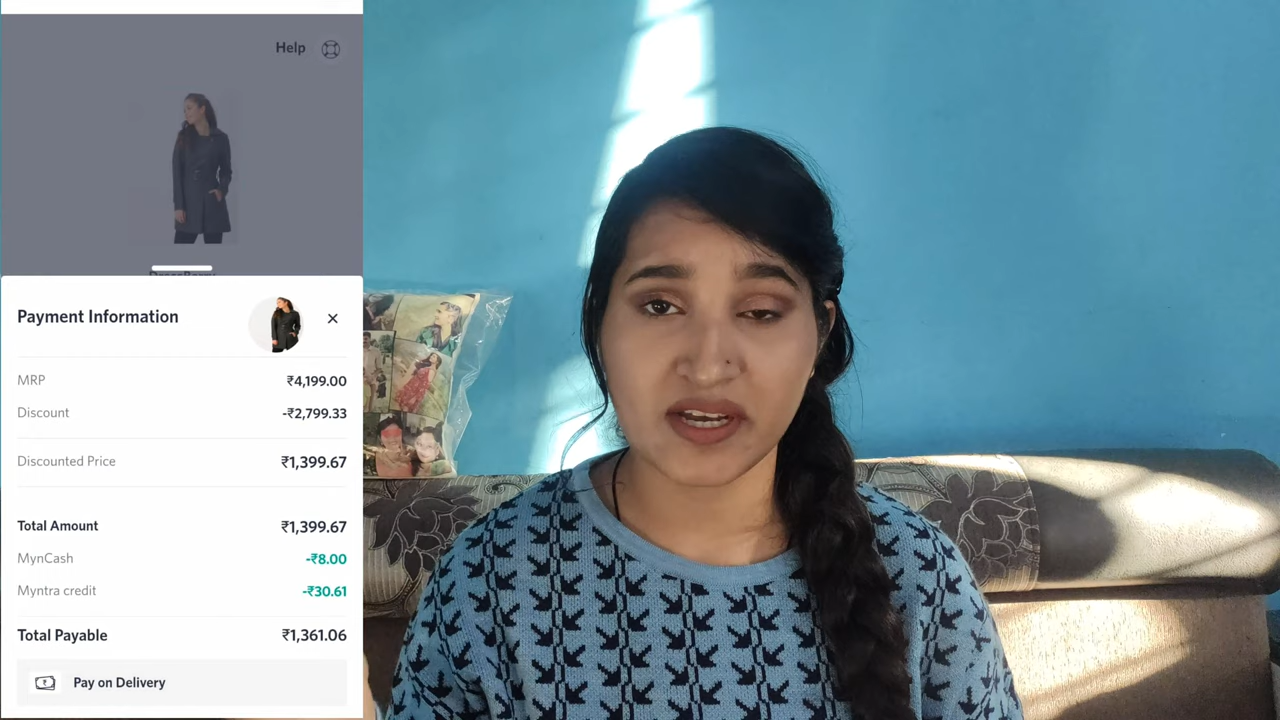 Help
Payment Information
MRP ₹4,199.00
Discount -₹2,799.33
Discounted Price ₹1,399.67
Total Amount ₹1,399.67
MynCash -₹8.00
Myntra credit -₹30.61
Total Payable ₹1,361.06
Pay on Delivery